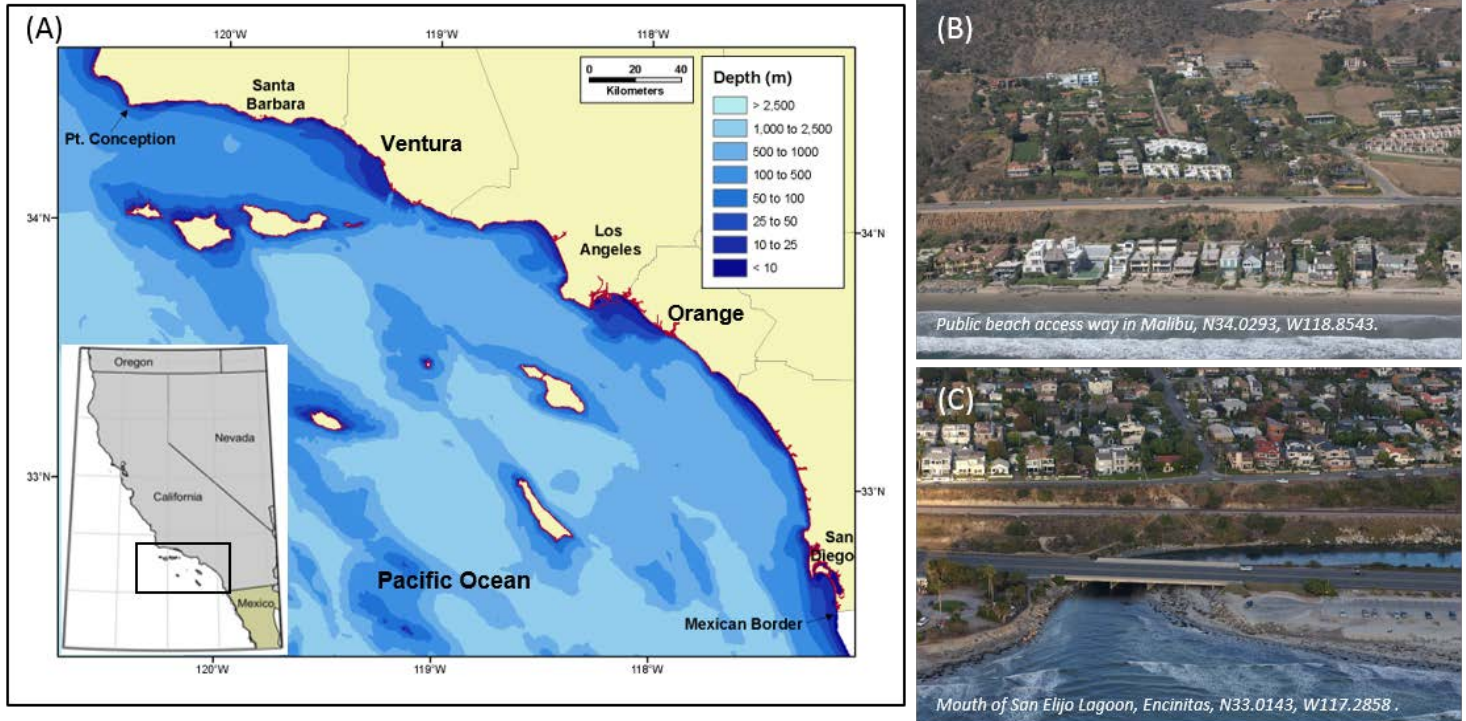 (A)
120°W
119°W
118°W
Santa
Barbara
Pt. Conception
Ventura
0 20 40
Kilometers
Depth (m)
> 2,500
1,000 to 2,500
500 to 1000
100 to 500
50 to 100
25 to 50
10 to 25
< 10
34°N
34°N
Los
Angeles
Orange
33°N
33°N
Oregon
Nevada
California
Mexico
San
Diego
Pacific Ocean
Mexican Border
120°W
119°W
118°W
(B)
Public beach access way in Malibu, N34.0293, W118.8543.
(C)
Mouth of San Elijo Lagoon, Encinitas, N33.0143, W117.2858 .